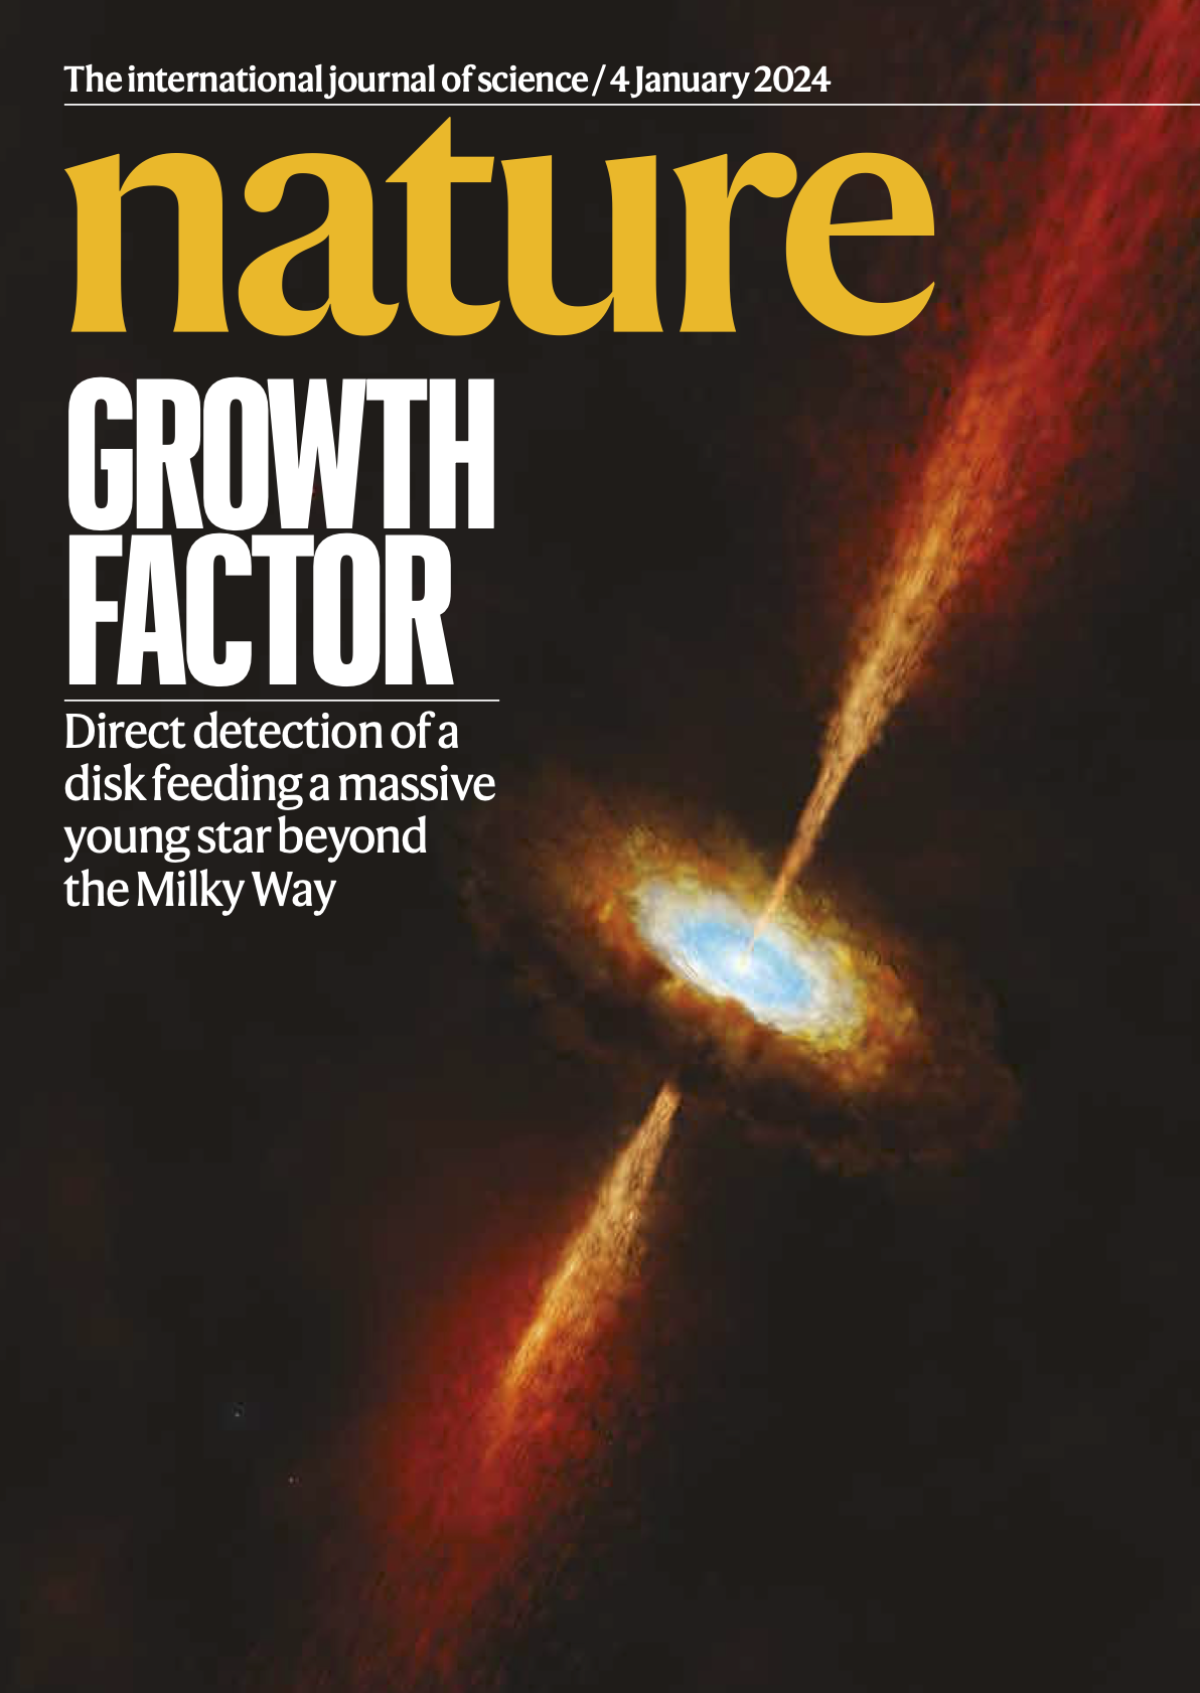 The international journal of science / 4 January 2024
nature
GROWTH
FACTOR
Direct detection of a
disk feeding a massive
young star beyond
the Milky Way